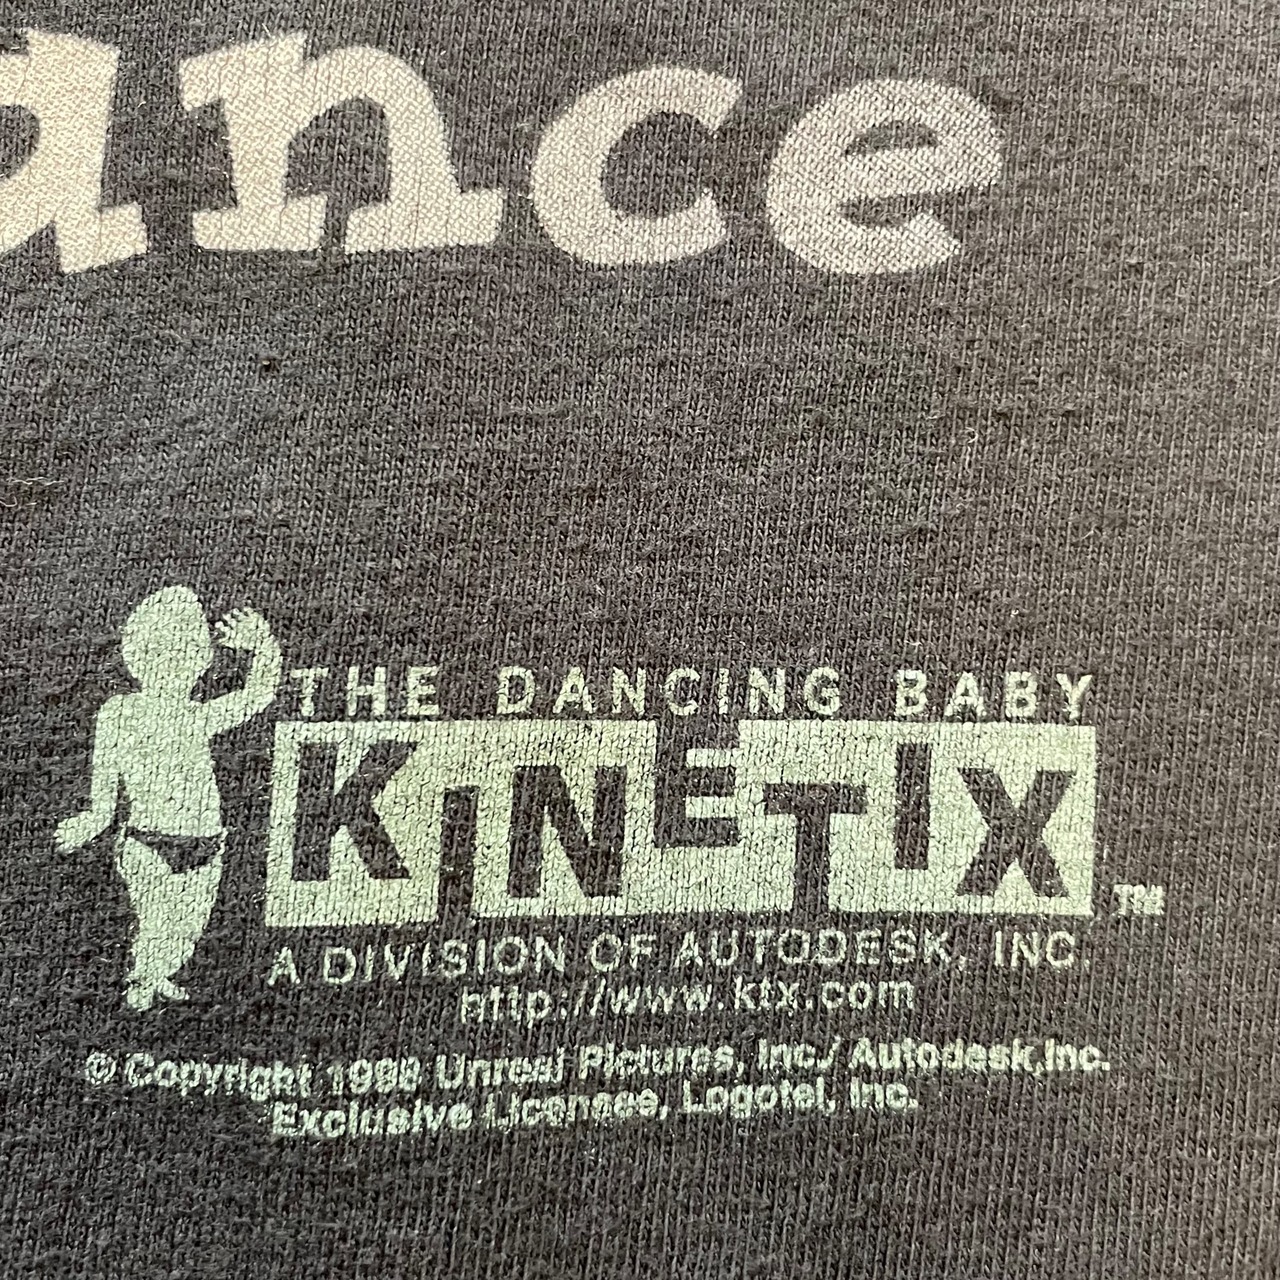 ance
THE DANCING BABY
KINETIX TM
A DIVISION OF AUTODESK, INC.
http://www.ktx.com
© Copyright 1998 Unreal Pictures, Inc./ Autodesk,Inc.
Exclusive Licensee, Logotel, Inc.